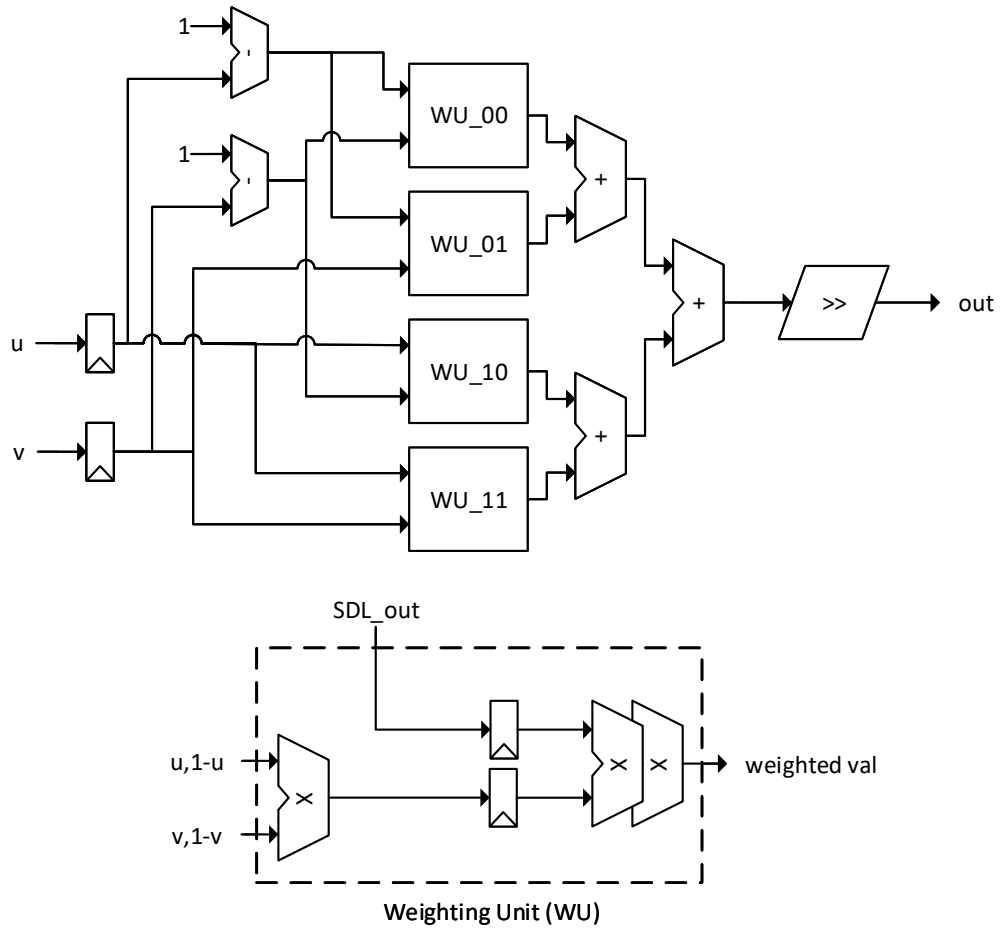 1
-
WU_00
1
-
+
WU_01
+
>>
out
u
WU_10
+
v
WU_11
SDL_out
u,1-u
X
X
X
weighted val
v,1-v
Weighting Unit (WU)